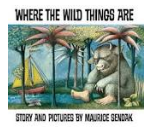 WHERE THE WILD THINGS ARE
STORY AND PICTURES BY MAURICE SENDAK